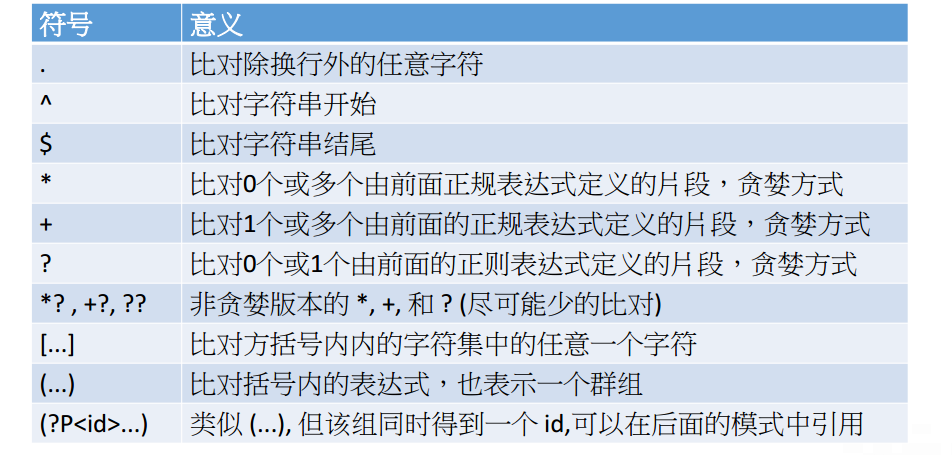 符号 意义
. 比对除换行外的任意字符
^ 比对字符串开始
$ 比对字符串结尾
* 比对0个或多个由前面正规表达式定义的片段，贪婪方式
+ 比对1个或多个由前面的正规表达式定义的片段，贪婪方式
? 比对0个或1个由前面的正则表達式定义的片段，贪婪方式
*? , +?, ?? 非贪婪版本的 *, +, 和 ? (尽可能少的比对)
[...] 比对方括号内内的字符集中的任意一个字符
(...) 比对括号内的表达式，也表示一个群组
(?P<id>...) 类似 (...), 但该组同时得到一个 id,可以在后面的模式中引用